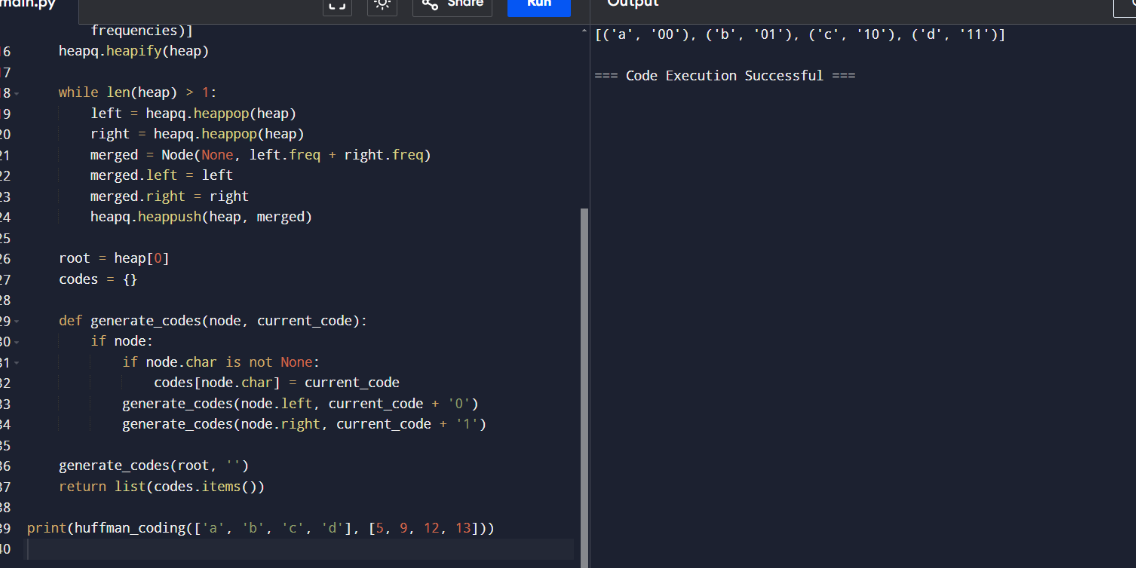 main.py
Share
Run
Output
frequencies)]
16 heapq.heapify(heap)
17
18 while len(heap) > 1:
19 left = heapq.heappop(heap)
20 right = heapq.heappop(heap)
21 merged = Node(None, left.freq + right.freq)
22 merged.left = left
23 merged.right = right
24 heapq.heappush(heap, merged)
25
26 root = heap[0]
27 codes = {}
28
29 def generate_codes(node, current_code):
30 if node:
31 if node.char is not None:
32 codes[node.char] = current_code
33 generate_codes(node.left, current_code + '0')
34 generate_codes(node.right, current_code + '1')
35
36 generate_codes(root, '')
37 return list(codes.items())
38
39 print(huffman_coding(['a', 'b', 'c', 'd'], [5, 9, 12, 13]))
40
[('a', '00'), ('b', '01'), ('c', '10'), ('d', '11')]
=== Code Execution Successful ===